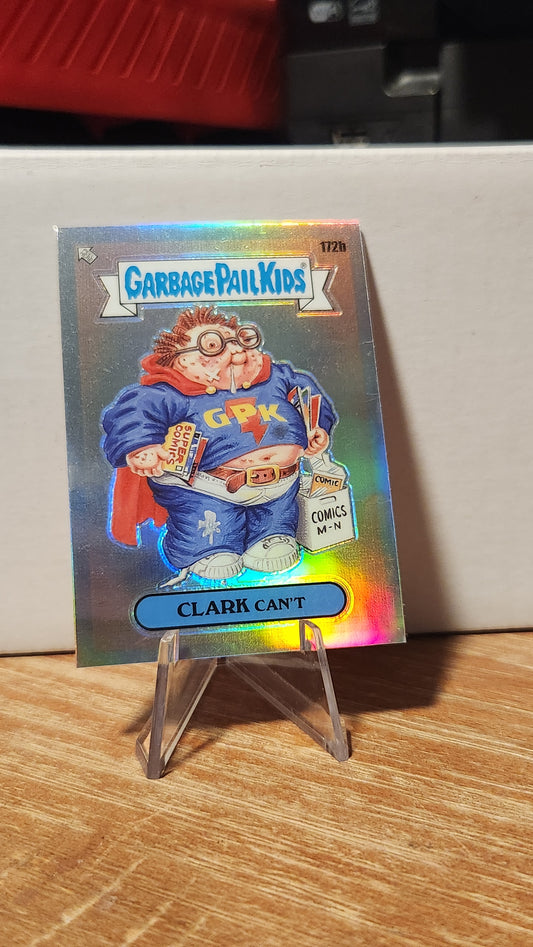 172b
GARBAGE PAIL KIDS®
GPK
SUPER
COMICS
COMIC
COMICS
M-N
CLARK CAN'T